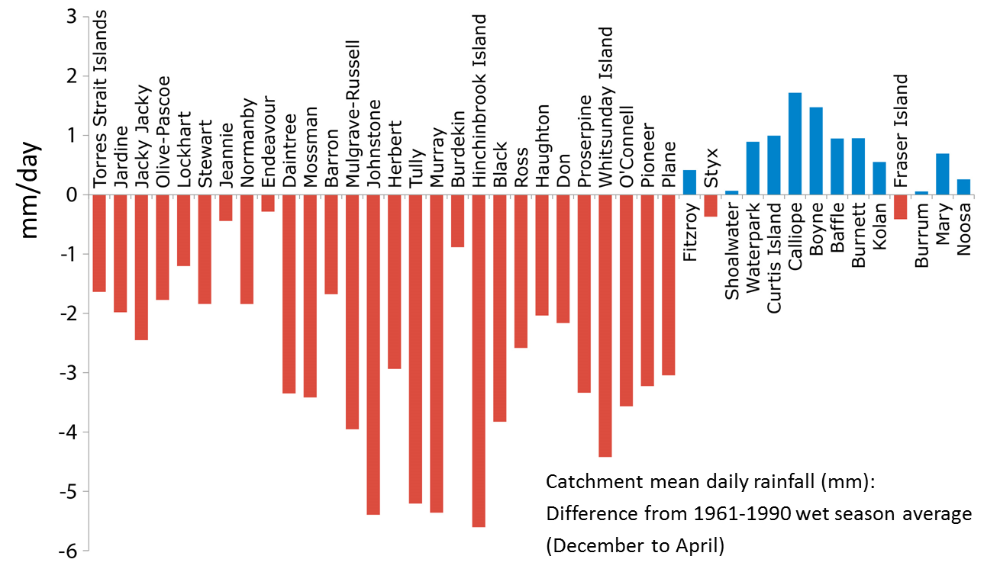 3
2
1
0
-1
-2
-3
-4
-5
-6
mm/day
Torres Strait Islands
Jardine
Jacky Jacky
Olive-Pascoe
Lockhart
Stewart
Jeannie
Normanby
Endeavour
Daintree
Mossman
Barron
Mulgrave-Russell
Johnstone
Herbert
Tully
Murray
Burdekin
Hinchinbrook Island
Black
Ross
Haughton
Don
Proserpine
Whitsunday Island
O'Connell
Pioneer
Plane
Fitzroy
Styx
Shoalwater
Waterpark
Curtis Island
Calliope
Boyne
Baffle
Burnett
Kolan
Fraser Island
Burrum
Mary
Noosa
Catchment mean daily rainfall (mm):
Difference from 1961-1990 wet season average
(December to April)